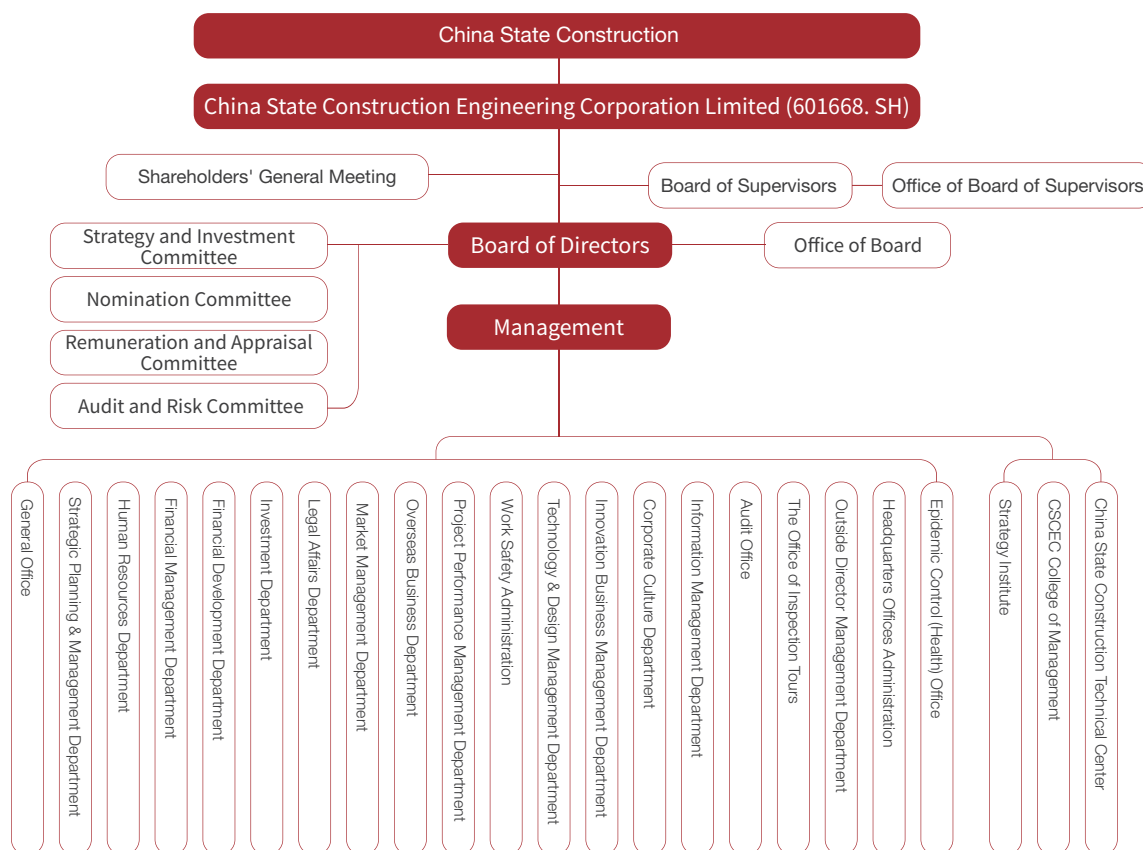 China State Construction
China State Construction Engineering Corporation Limited (601668. SH)
Shareholders' General Meeting
Board of Supervisors
Office of Board of Supervisors
Strategy and Investment
Committee
Board of Directors
Office of Board
Nomination Committee
Management
Remuneration and Appraisal
Committee
Audit and Risk Committee
General Office
Strategic Planning & Management Department
Human Resources Department
Financial Management Department
Financial Development Department
Investment Department
Legal Affairs Department
Market Management Department
Overseas Business Department
Project Performance Management Department
Work Safety Administration
Technology & Design Management Department
Innovation Business Management Department
Corporate Culture Department
Information Management Department
Audit Office
The Office of Inspection Tours
Outside Director Management Department
Headquarters Offices Administration
Epidemic Control (Health) Office
Strategy Institute
CSCEC College of Management
China State Construction Technical Center